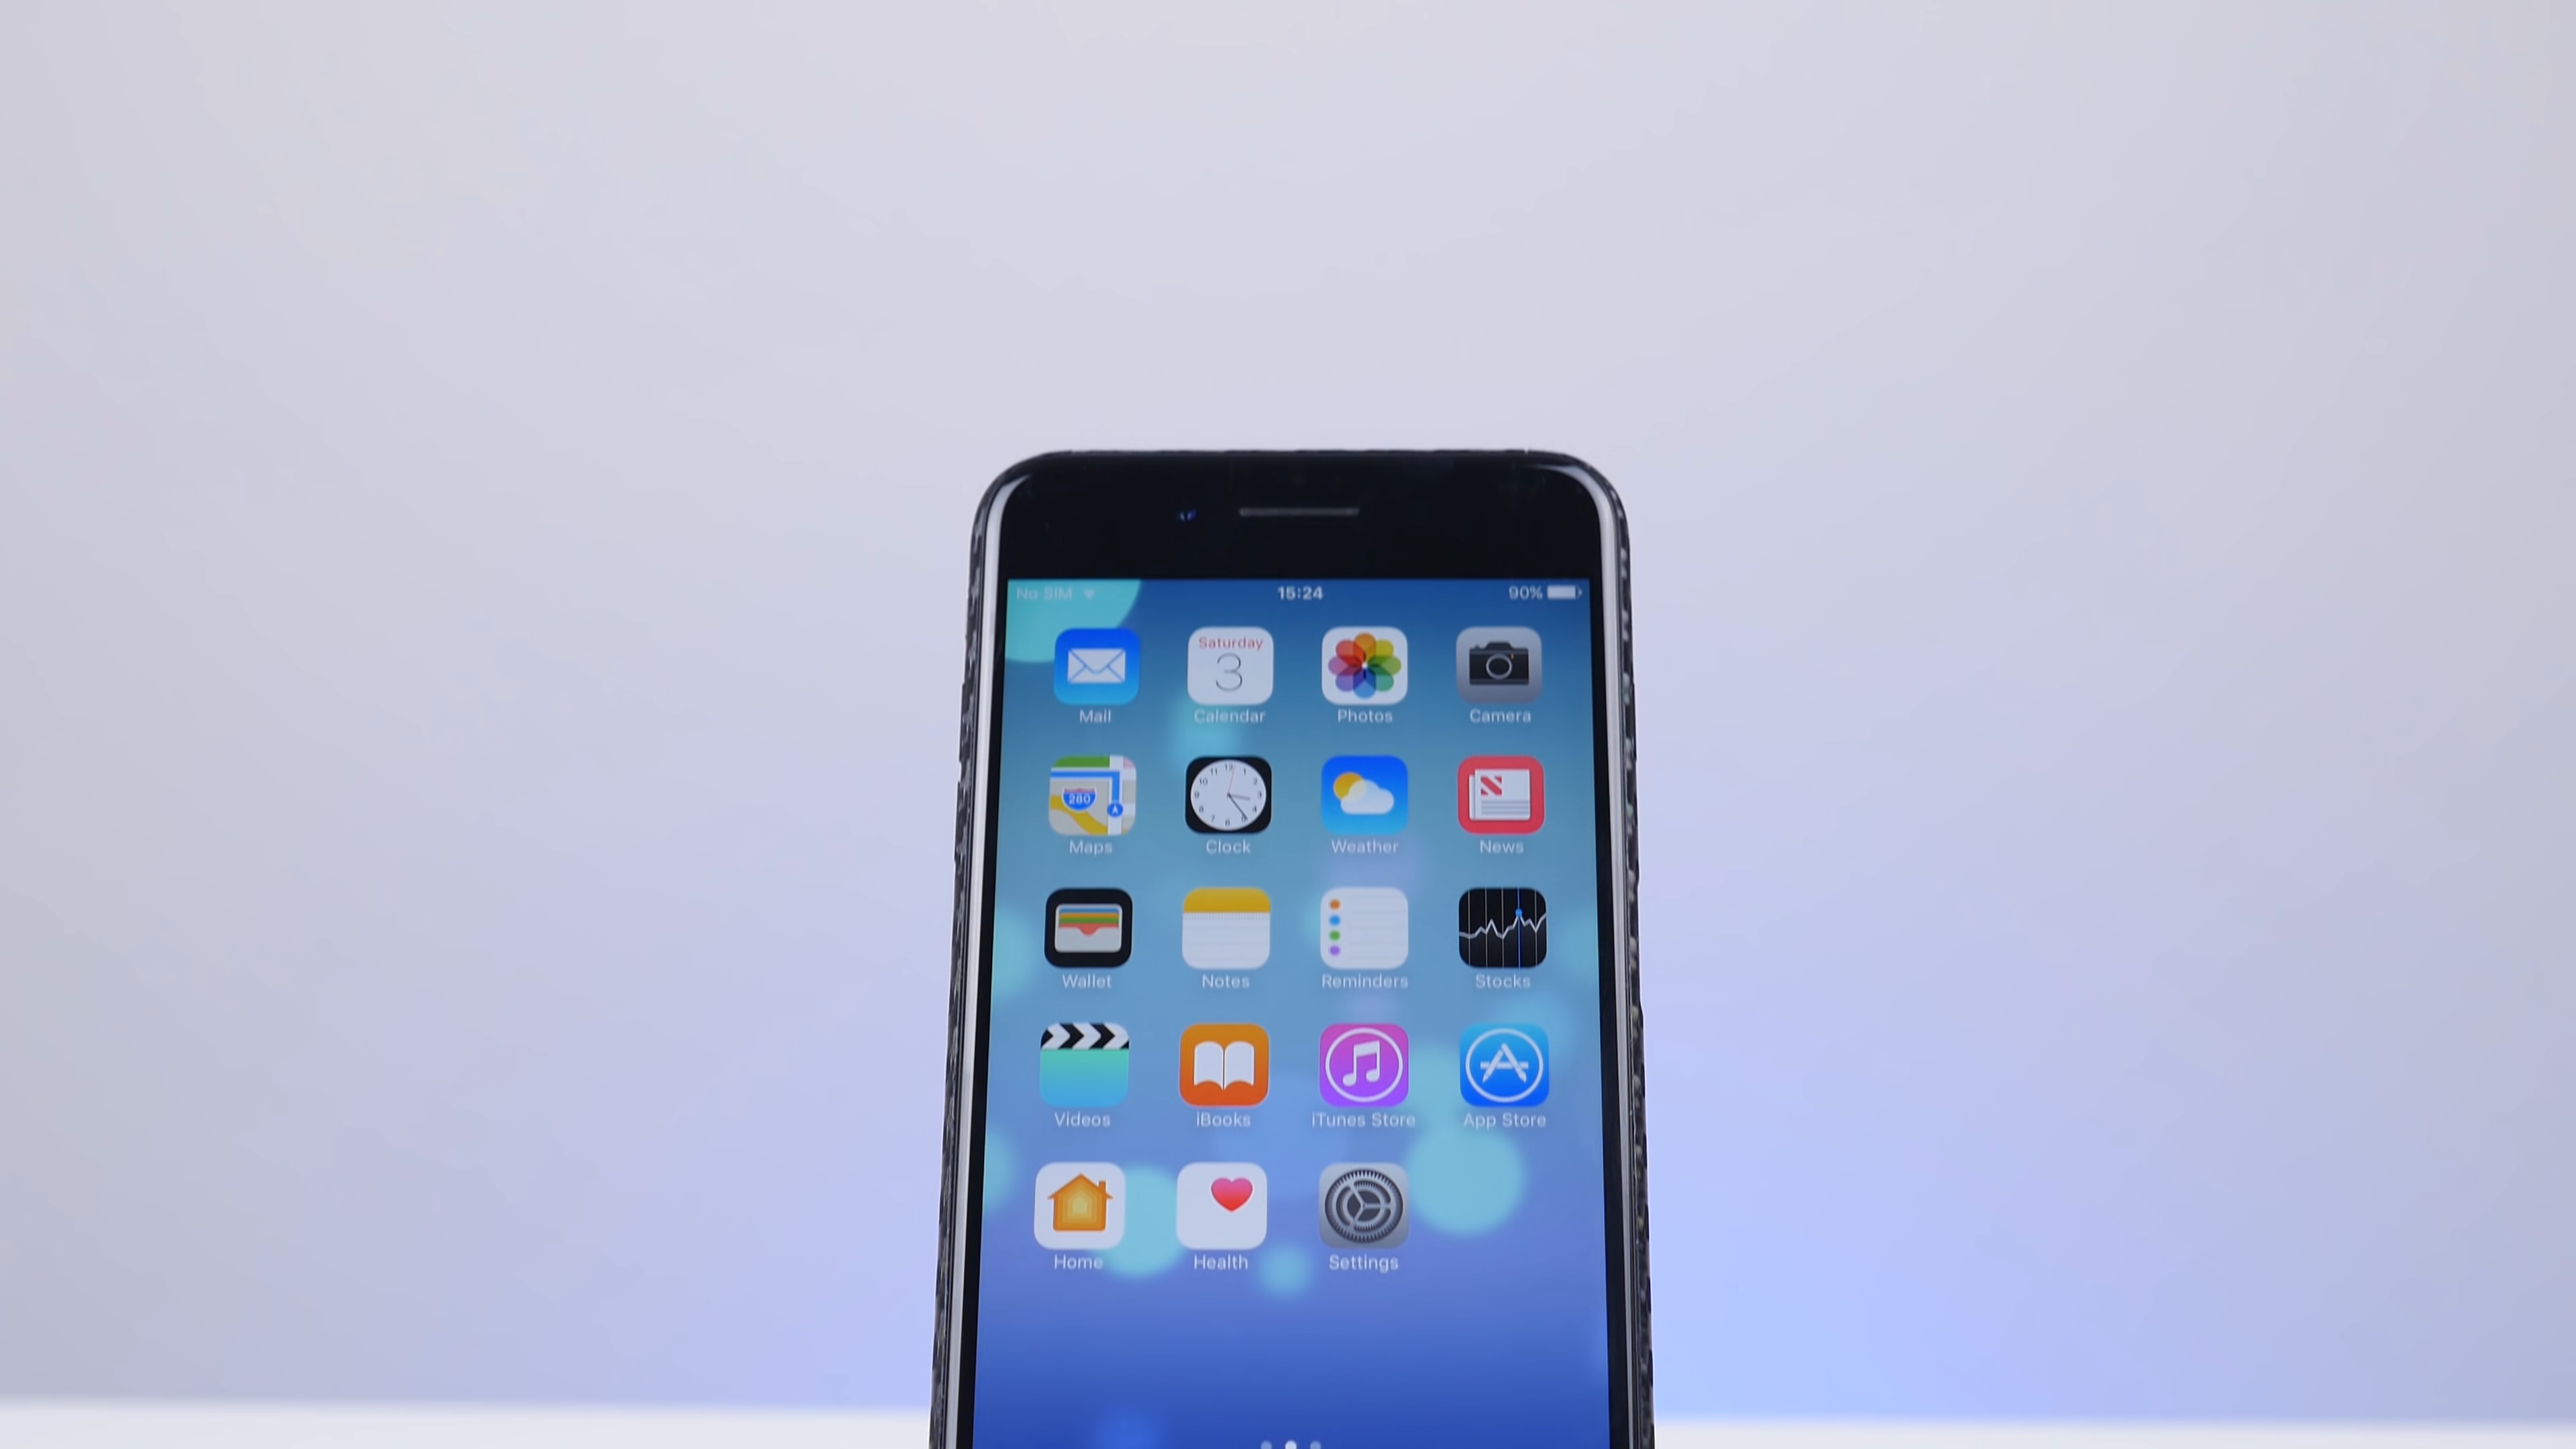 No SIM 15:24 90%
Saturday
3
Mail Calendar Photos Camera
280
Maps Clock Weather News
Wallet Notes Reminders Stocks
Videos iBooks iTunes Store App Store
Home Health Settings